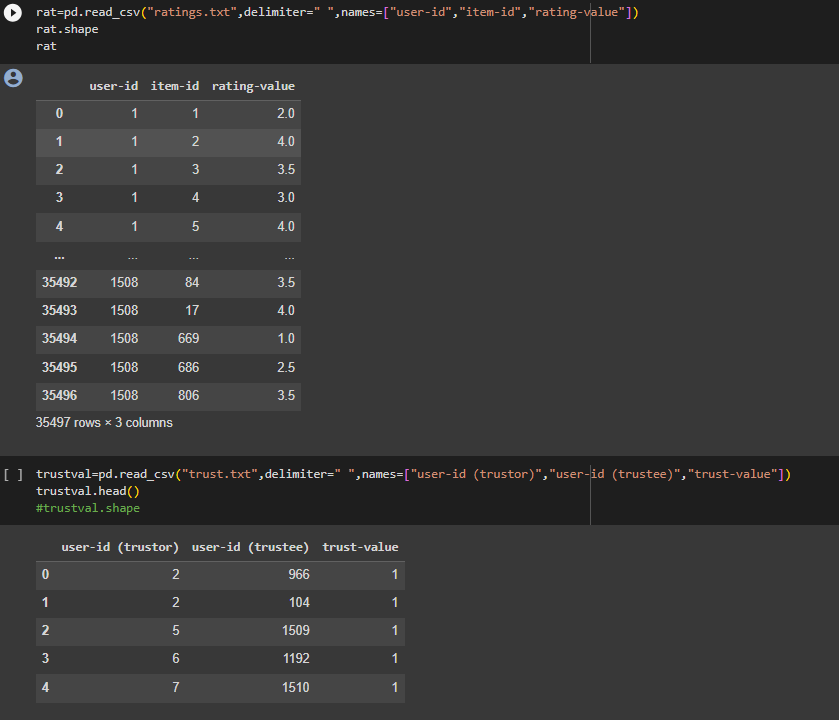 rat=pd.read_csv("ratings.txt",delimiter=" ",names=["user-id","item-id","rating-value"])
rat.shape
rat
user-id item-id rating-value
0 1 1 2.0
1 1 2 4.0
2 1 3 3.5
3 1 4 3.0
4 1 5 4.0
... ... ... ...
35492 1508 84 3.5
35493 1508 17 4.0
35494 1508 669 1.0
35495 1508 686 2.5
35496 1508 806 3.5
35497 rows × 3 columns
[ ] trustval=pd.read_csv("trust.txt",delimiter=" ",names=["user-id (trustor)","user-id (trustee)","trust-value"])
trustval.head()
#trustval.shape
user-id (trustor) user-id (trustee) trust-value
0 2 966 1
1 2 104 1
2 5 1509 1
3 6 1192 1
4 7 1510 1